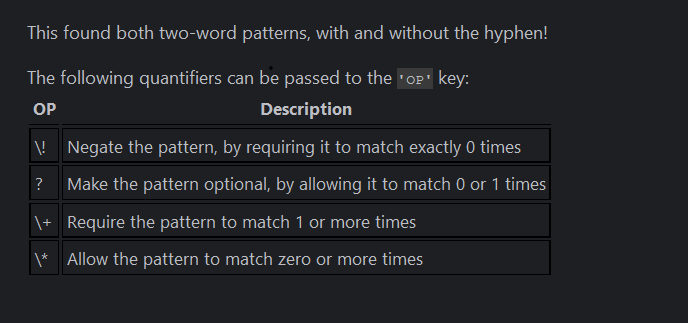 This found both two-word patterns, with and without the hyphen!
The following quantifiers can be passed to the 'OP' key:
OP Description
\! Negate the pattern, by requiring it to match exactly 0 times
? Make the pattern optional, by allowing it to match 0 or 1 times
\+ Require the pattern to match 1 or more times
\* Allow the pattern to match zero or more times